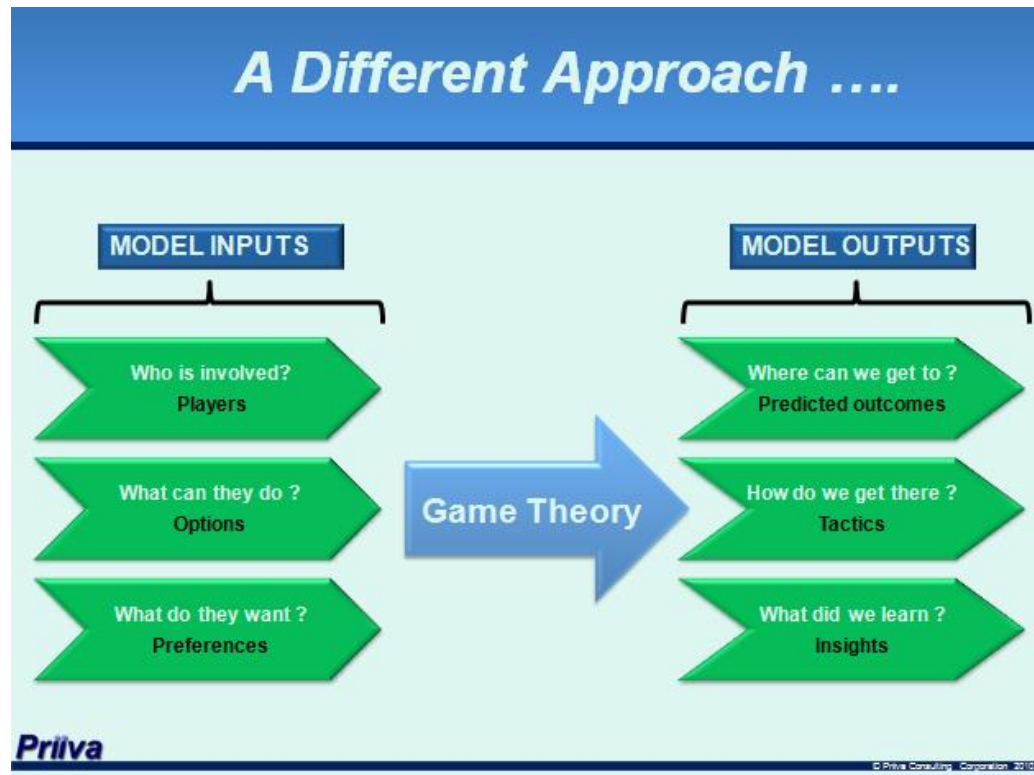 A Different Approach ....
MODEL INPUTS
Who is involved?
Players
What can they do ?
Options
What do they want ?
Preferences
Game Theory
MODEL OUTPUTS
Where can we get to ?
Predicted outcomes
How do we get there ?
Tactics
What did we learn ?
Insights
Priiva
© Priiva Consulting Corporation 2010